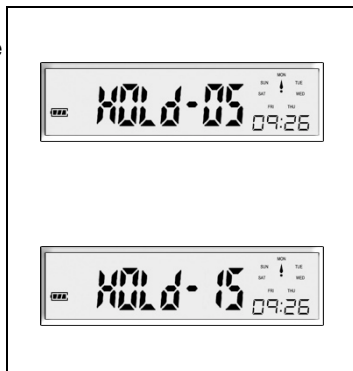 e
HOLd-05
MON
SUN TUE
SAT WED
FRI THU
09:26
HOLd-15
MON
SUN TUE
SAT WED
FRI THU
09:26